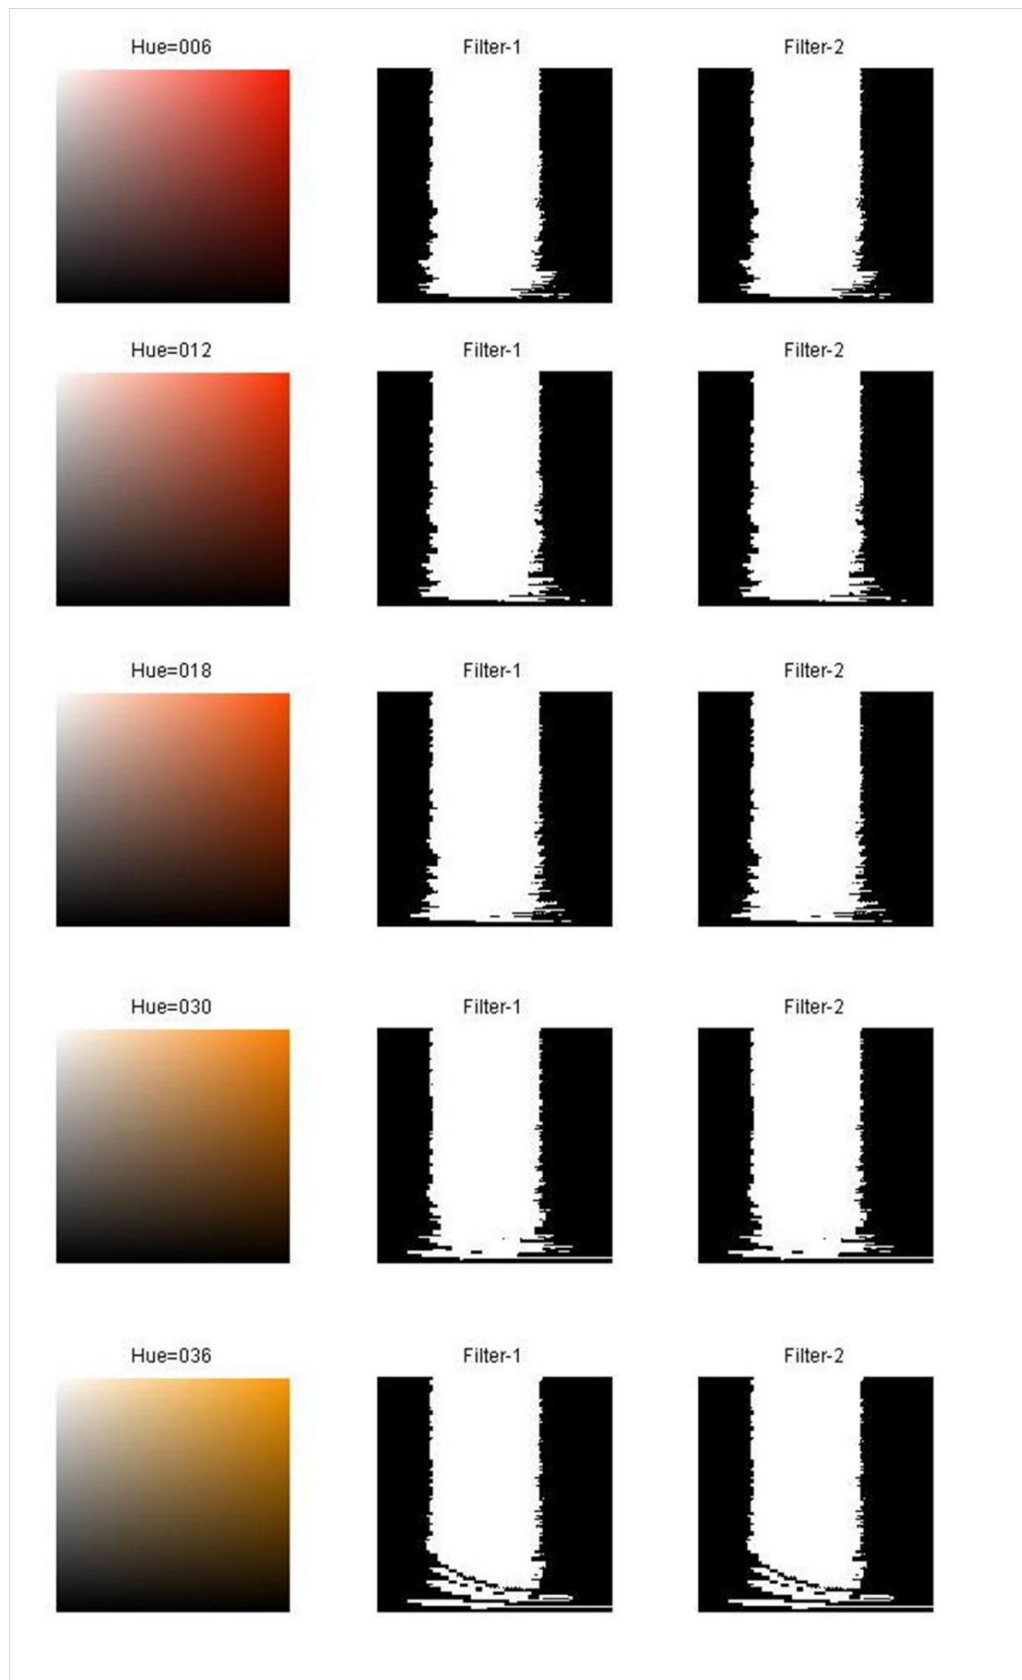 Hue=006 Filter-1 Filter-2
Hue=012 Filter-1 Filter-2
Hue=018 Filter-1 Filter-2
Hue=030 Filter-1 Filter-2
Hue=036 Filter-1 Filter-2